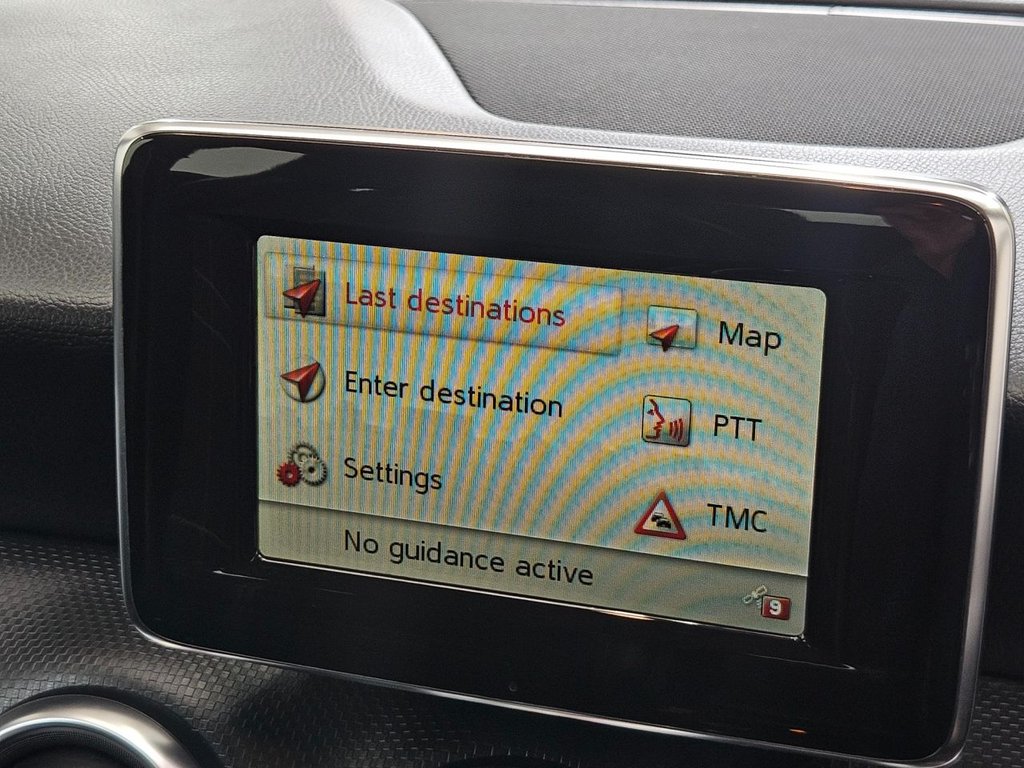 Last destinations
Map
Enter destination
PTT
Settings
TMC
No guidance active
9